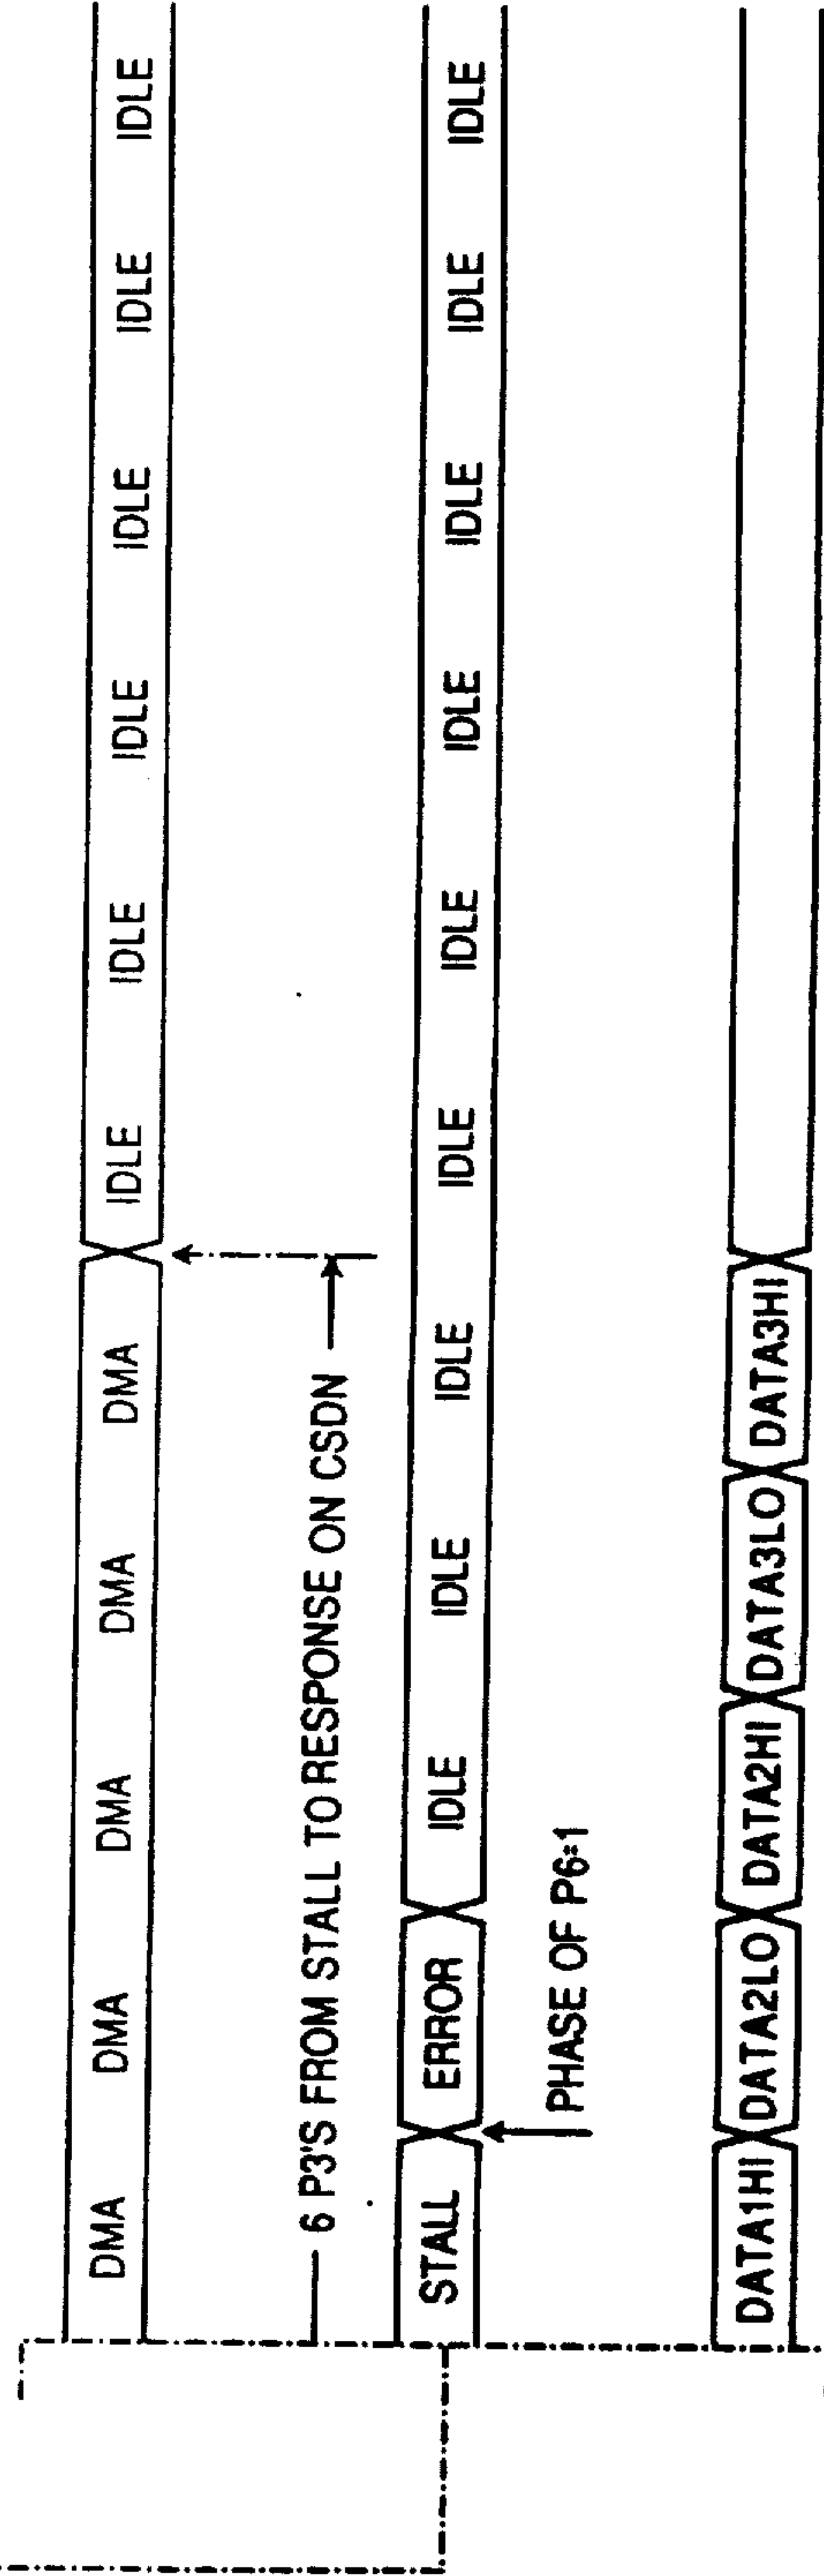 DMA DMA DMA DMA DMA IDLE IDLE IDLE IDLE IDLE IDLE
6 P3'S FROM STALL TO RESPONSE ON CSDN
STALL ERROR IDLE IDLE IDLE IDLE IDLE IDLE IDLE IDLE IDLE
PHASE OF P6=1
DATA1HI DATA2LO DATA2HI DATA3LO DATA3HI